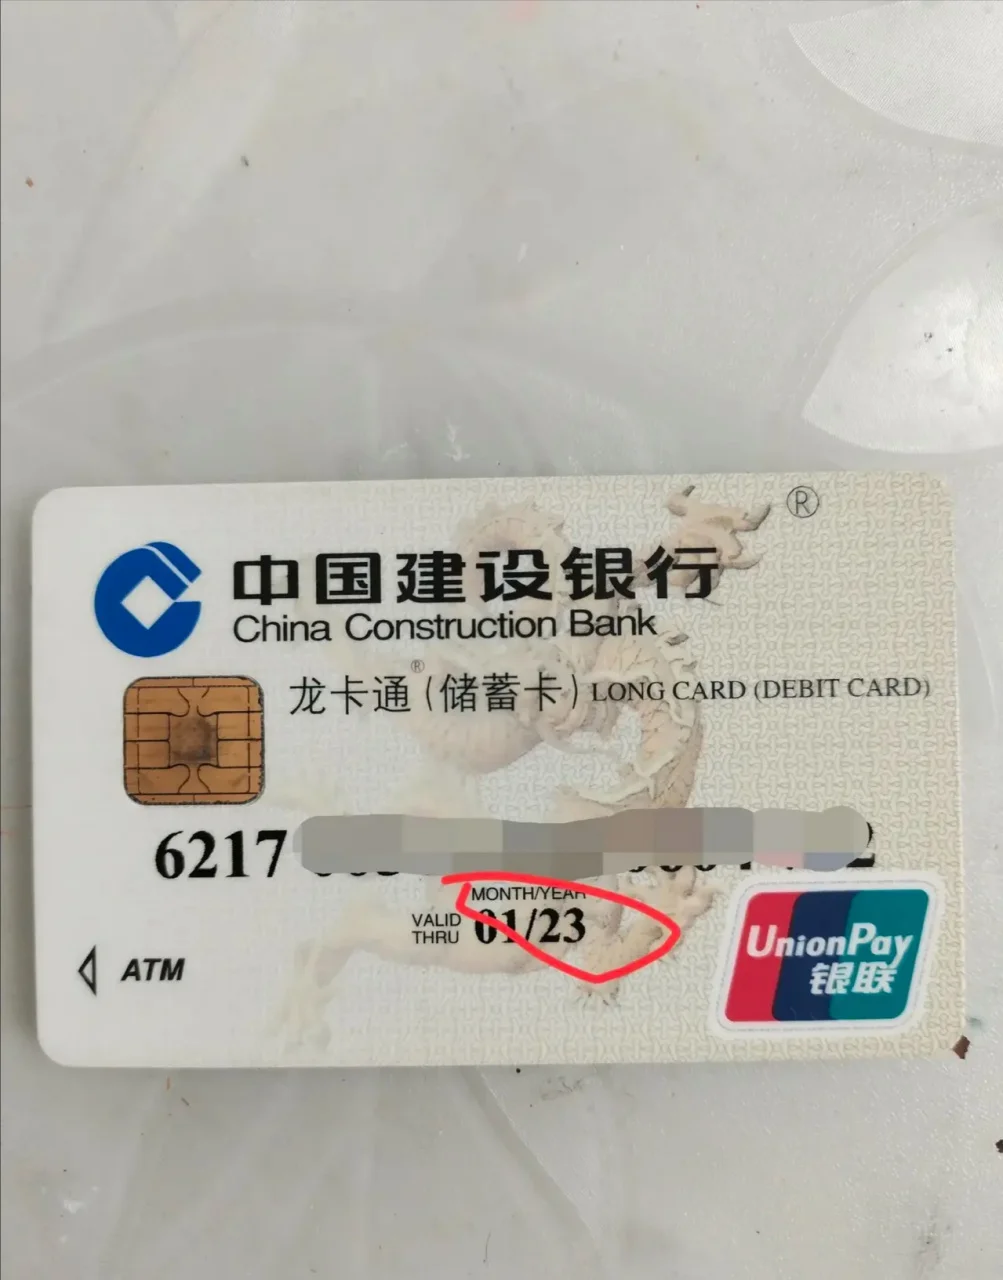 ®
中国建设银行
China Construction Bank
龙卡通®(储蓄卡) LONG CARD (DEBIT CARD)
6217
MONTH/YEAR
VALID THRU 01/23
ATM
UnionPay
银联